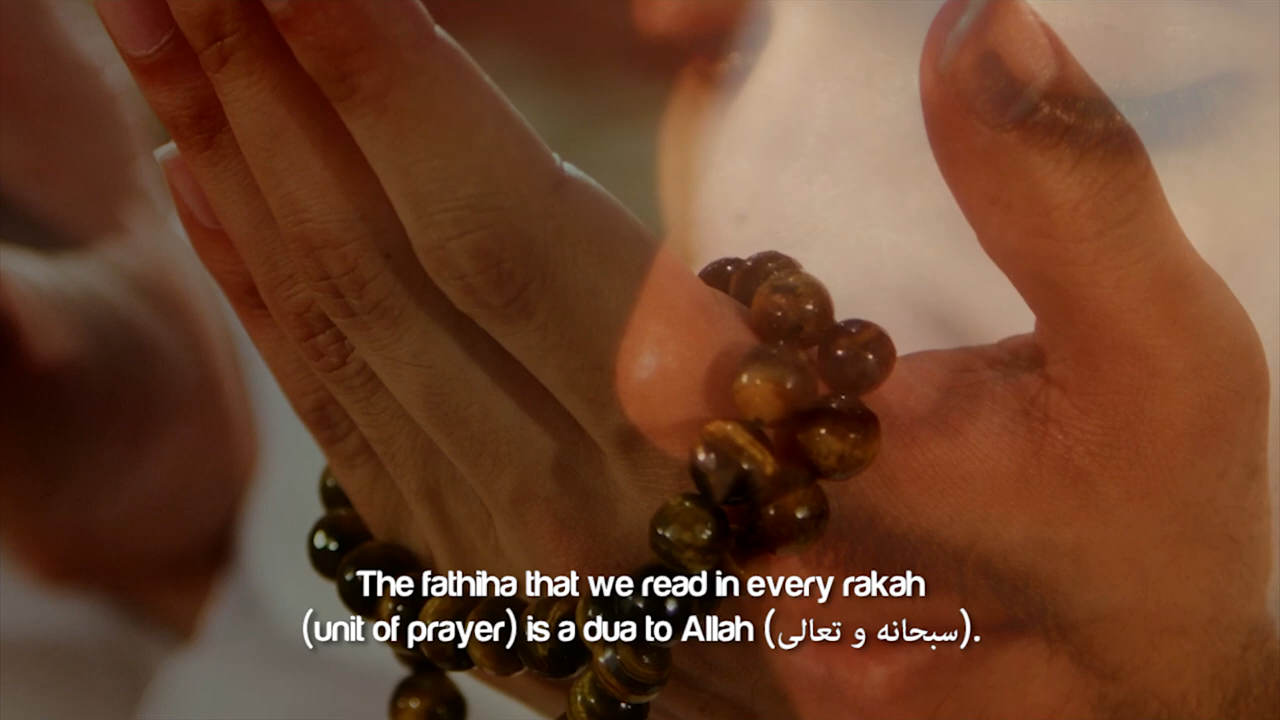 The fathiha that we read in every rakah
(unit of prayer) is a dua to Allah (سبحانه و تعالى).